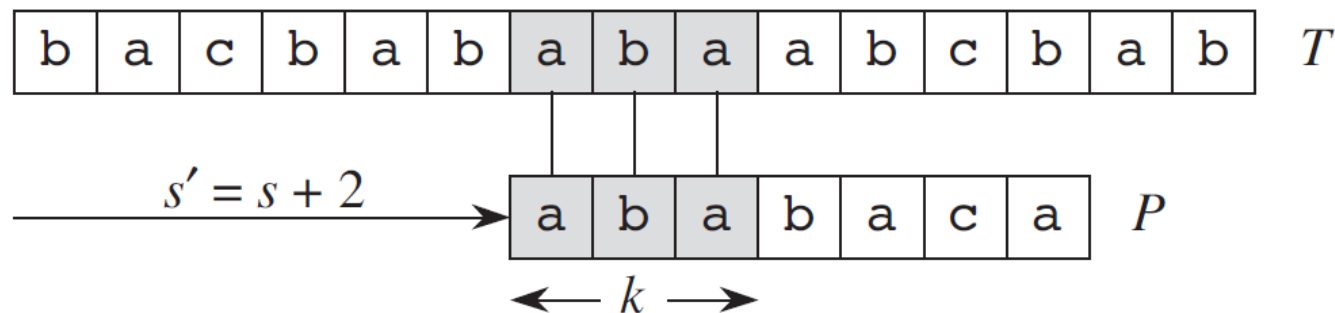 b a c b a b a b a a b c b a b T
s′ = s + 2
a b a b a c a P
k